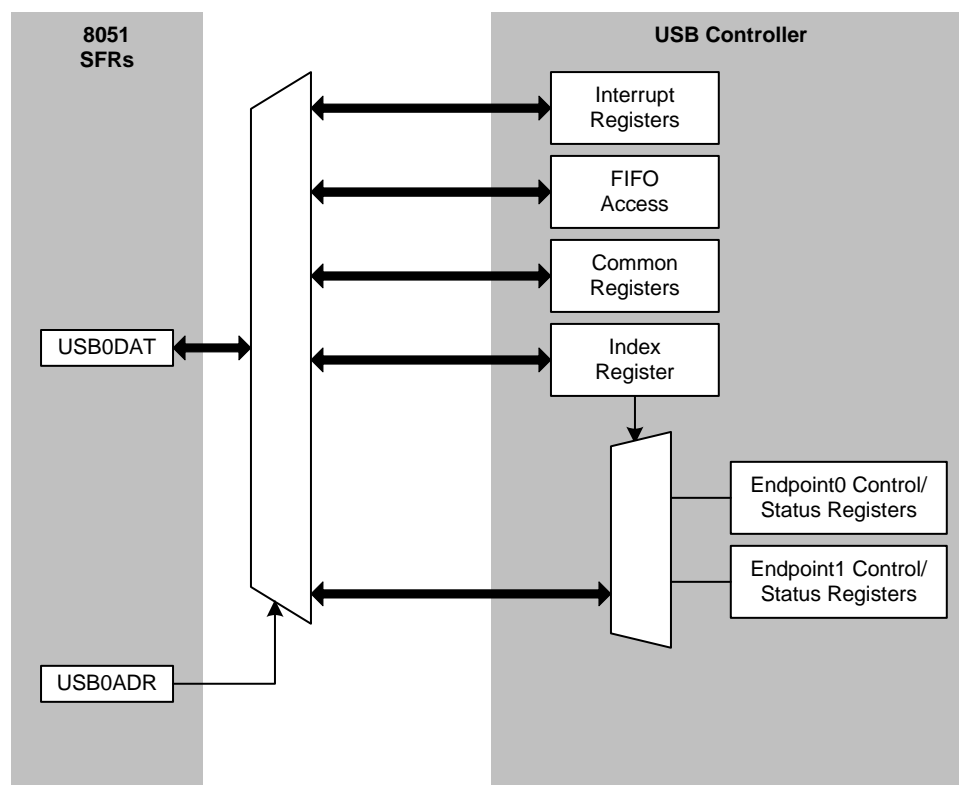 8051
SFRs
USB Controller
Interrupt
Registers
FIFO
Access
Common
Registers
USB0DAT
Index
Register
Endpoint0 Control/
Status Registers
Endpoint1 Control/
Status Registers
USB0ADR